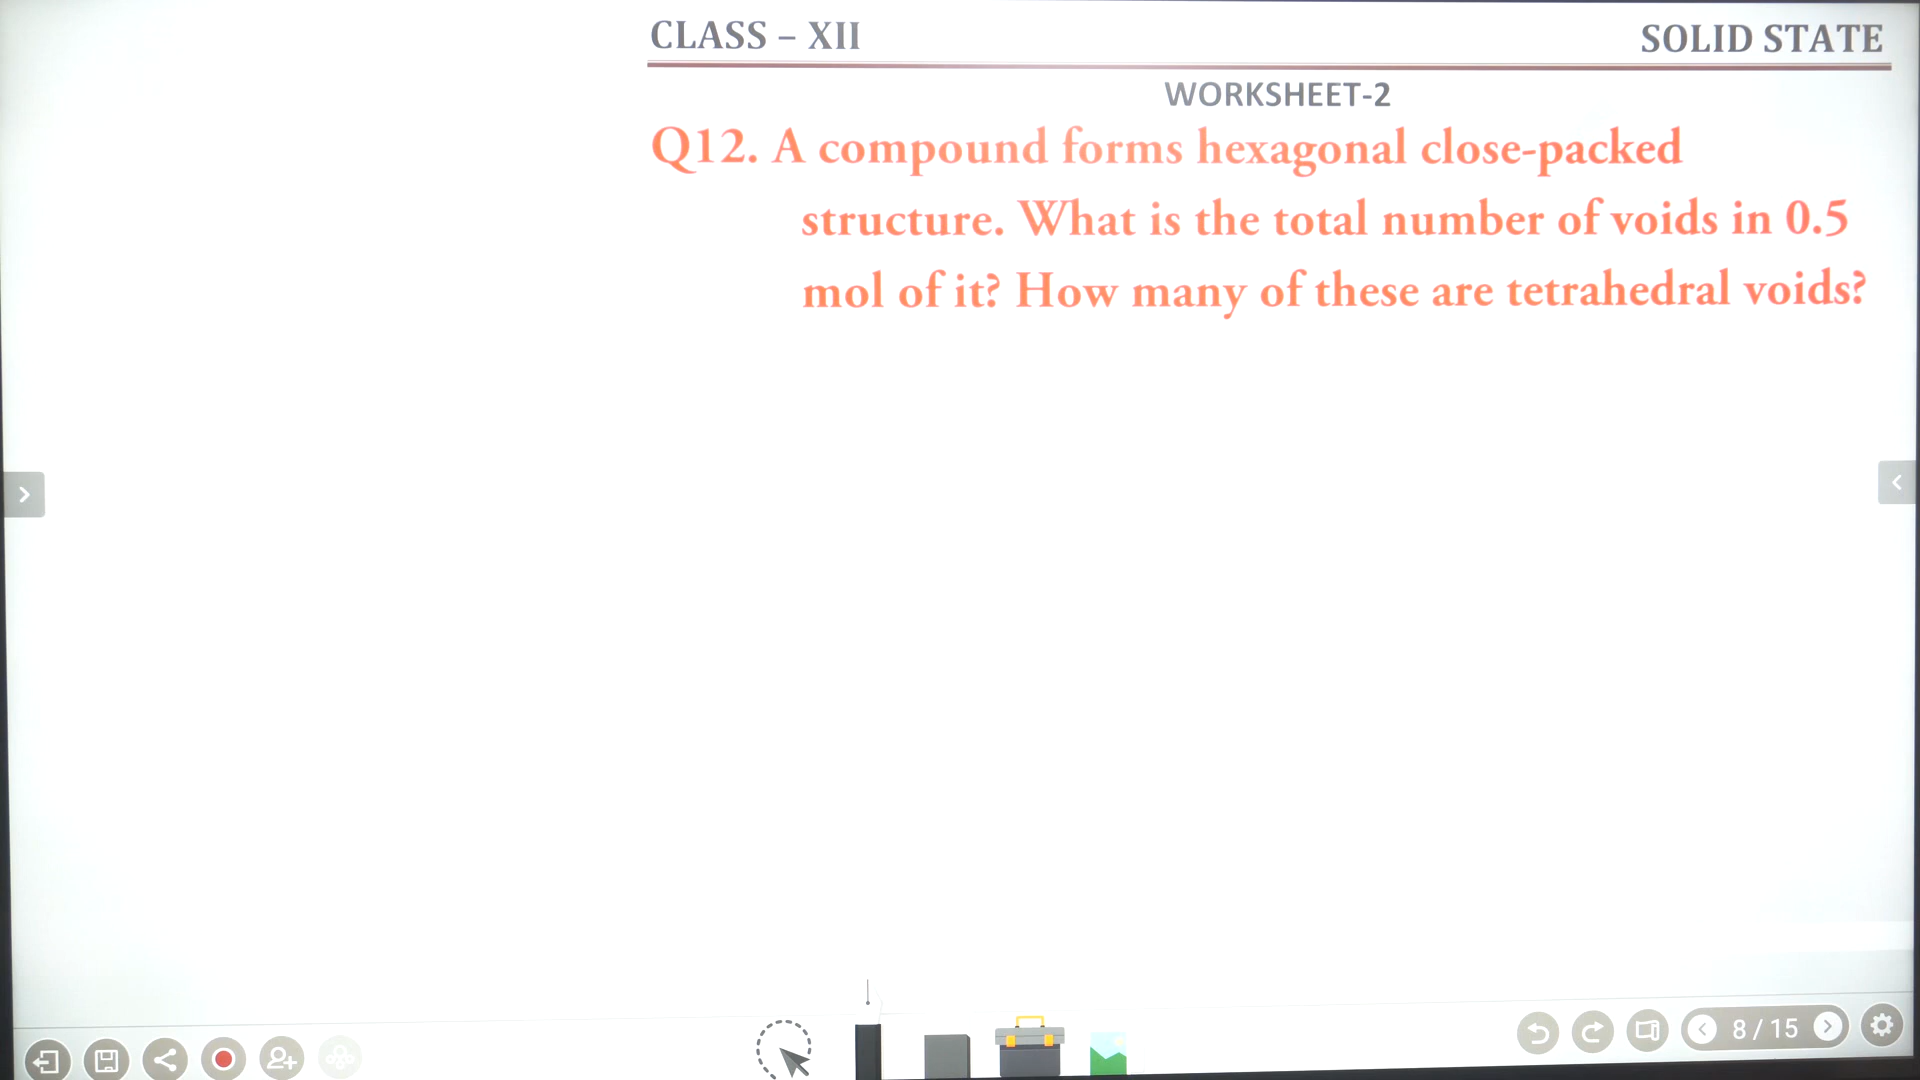 CLASS – XII
SOLID STATE
WORKSHEET-2
Q12. A compound forms hexagonal close-packed
structure. What is the total number of voids in 0.5
mol of it? How many of these are tetrahedral voids?
8 / 15